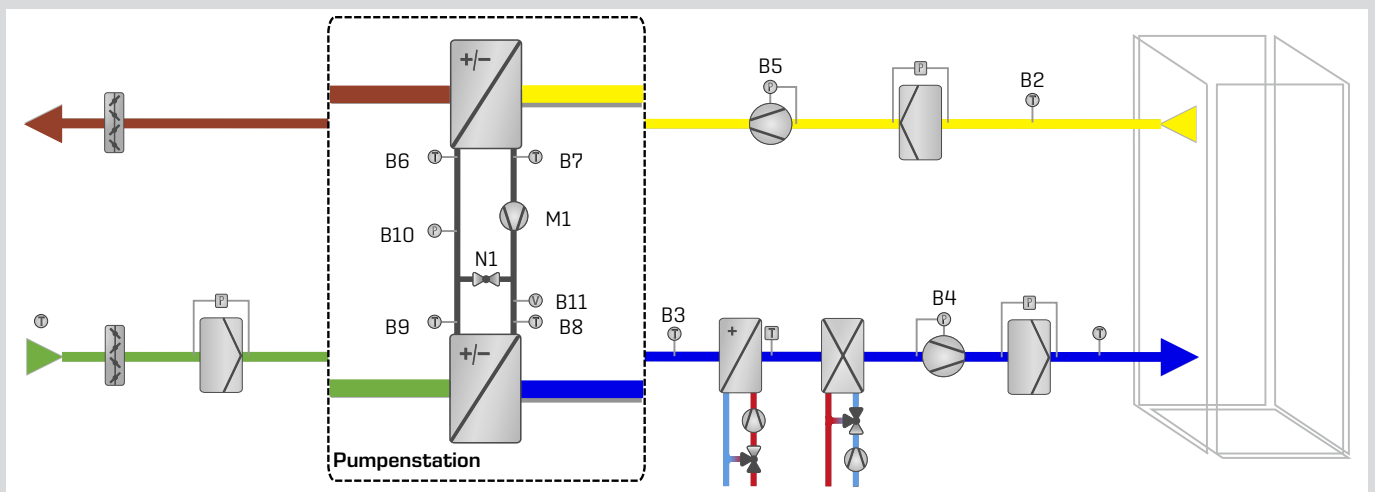 +/−
B5
P
P
B2
T
B6
T
T
B7
M1
B10
P
N1
V
B11
B9
T
T
B8
T
P
+/−
B3
T
+
T
B4
P
P
T
Pumpenstation